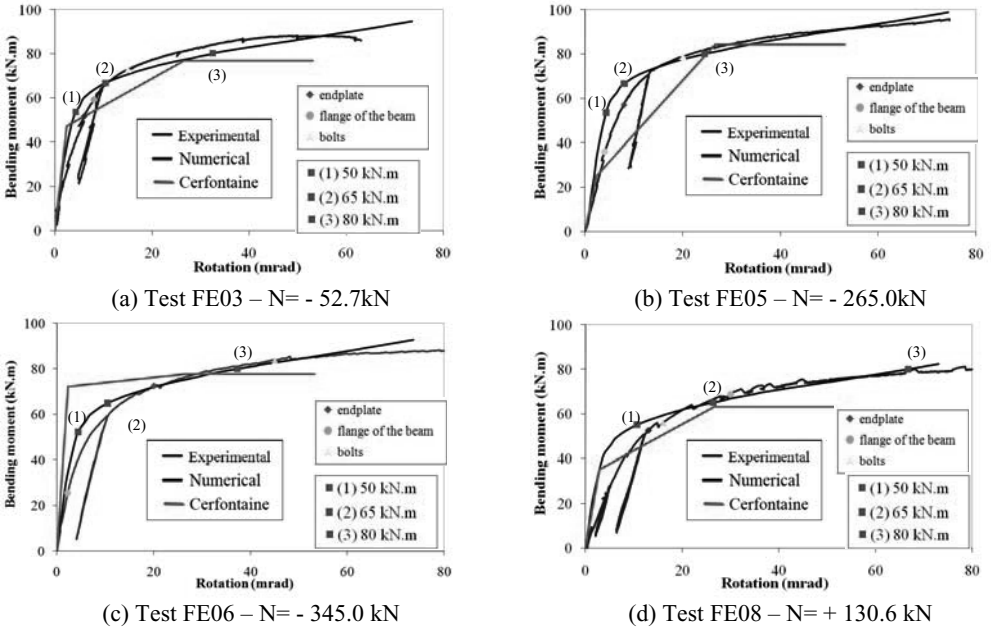 Bending moment (kN.m)
100
80
60
40
20
0
(1)
(2)
(3)
endplate
flange of the beam
bolts
Experimental
Numerical
Cerfontaine
(1) 50 kN.m
(2) 65 kN.m
(3) 80 kN.m
0 20 40 60 80
Rotation (mrad)
(a) Test FE03 – N= - 52.7kN
Bending moment (kN.m)
100
80
60
40
20
0
(1)
(2)
(3)
endplate
flange of the beam
bolts
Experimental
Numerical
Cerfontaine
(1) 50 kN.m
(2) 65 kN.m
(3) 80 kN.m
0 20 40 60 80
Rotation (mrad)
(b) Test FE05 – N= - 265.0kN
Bending moment (kN.m)
100
80
60
40
20
0
(1)
(2)
(3)
endplate
flange of the beam
bolts
Experimental
Numerical
Cerfontaine
(1) 50 kN.m
(2) 65 kN.m
(3) 80 kN.m
0 20 40 60 80
Rotation (mrad)
(c) Test FE06 – N= - 345.0 kN
Bending moment (kN.m)
100
80
60
40
20
0
(1)
(2)
(3)
endplate
flange of the beam
bolts
Experimental
Numerical
Cerfontaine
(1) 50 kN.m
(2) 65 kN.m
(3) 80 kN.m
0 20 40 60 80
Rotation (mrad)
(d) Test FE08 – N= + 130.6 kN